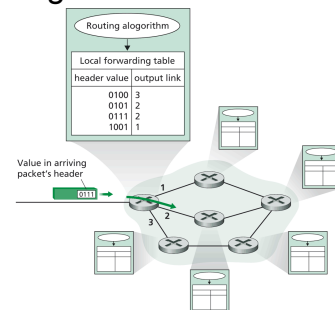 Routing alogorithm
Local forwarding table
header value output link
0100 3
0101 2
0111 2
1001 1
Value in arriving
packet's header
0111
1
2
3